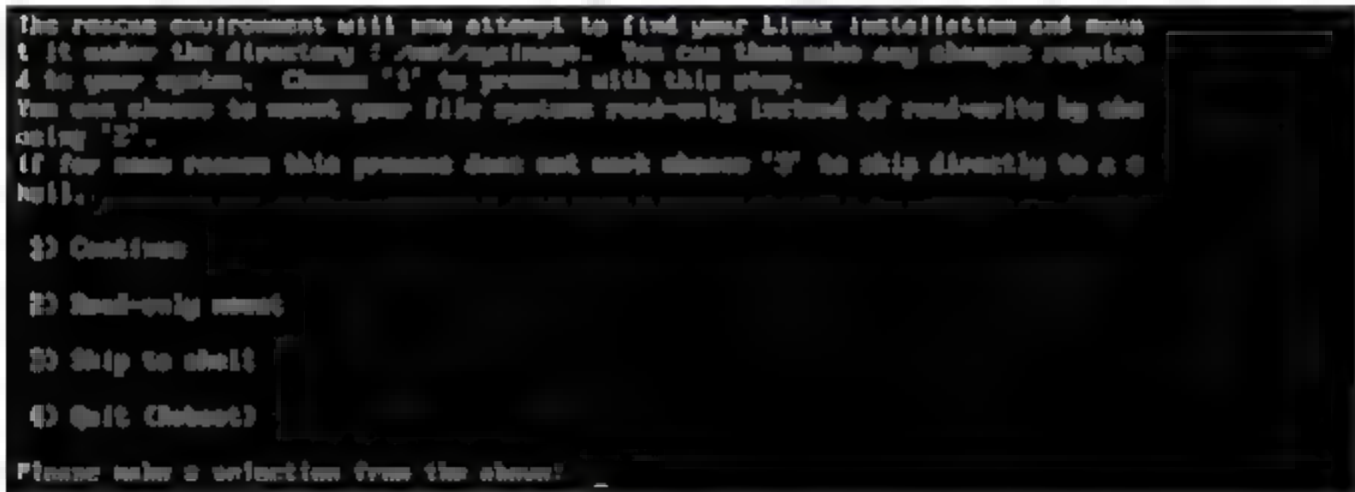 The rescue environment will now attempt to find your Linux installation and moun
t it under the directory : /mnt/sysimage.  You can then make any changes require
d to your system.  Choose '1' to proceed with this step.
You can choose to mount your file systems read-only instead of read-write by cho
osing '2'.
If for some reason this process does not work choose '3' to skip directly to a s
hell.
1) Continue
2) Read-only mount
3) Skip to shell
4) Quit (Reboot)
Please make a selection from the above: